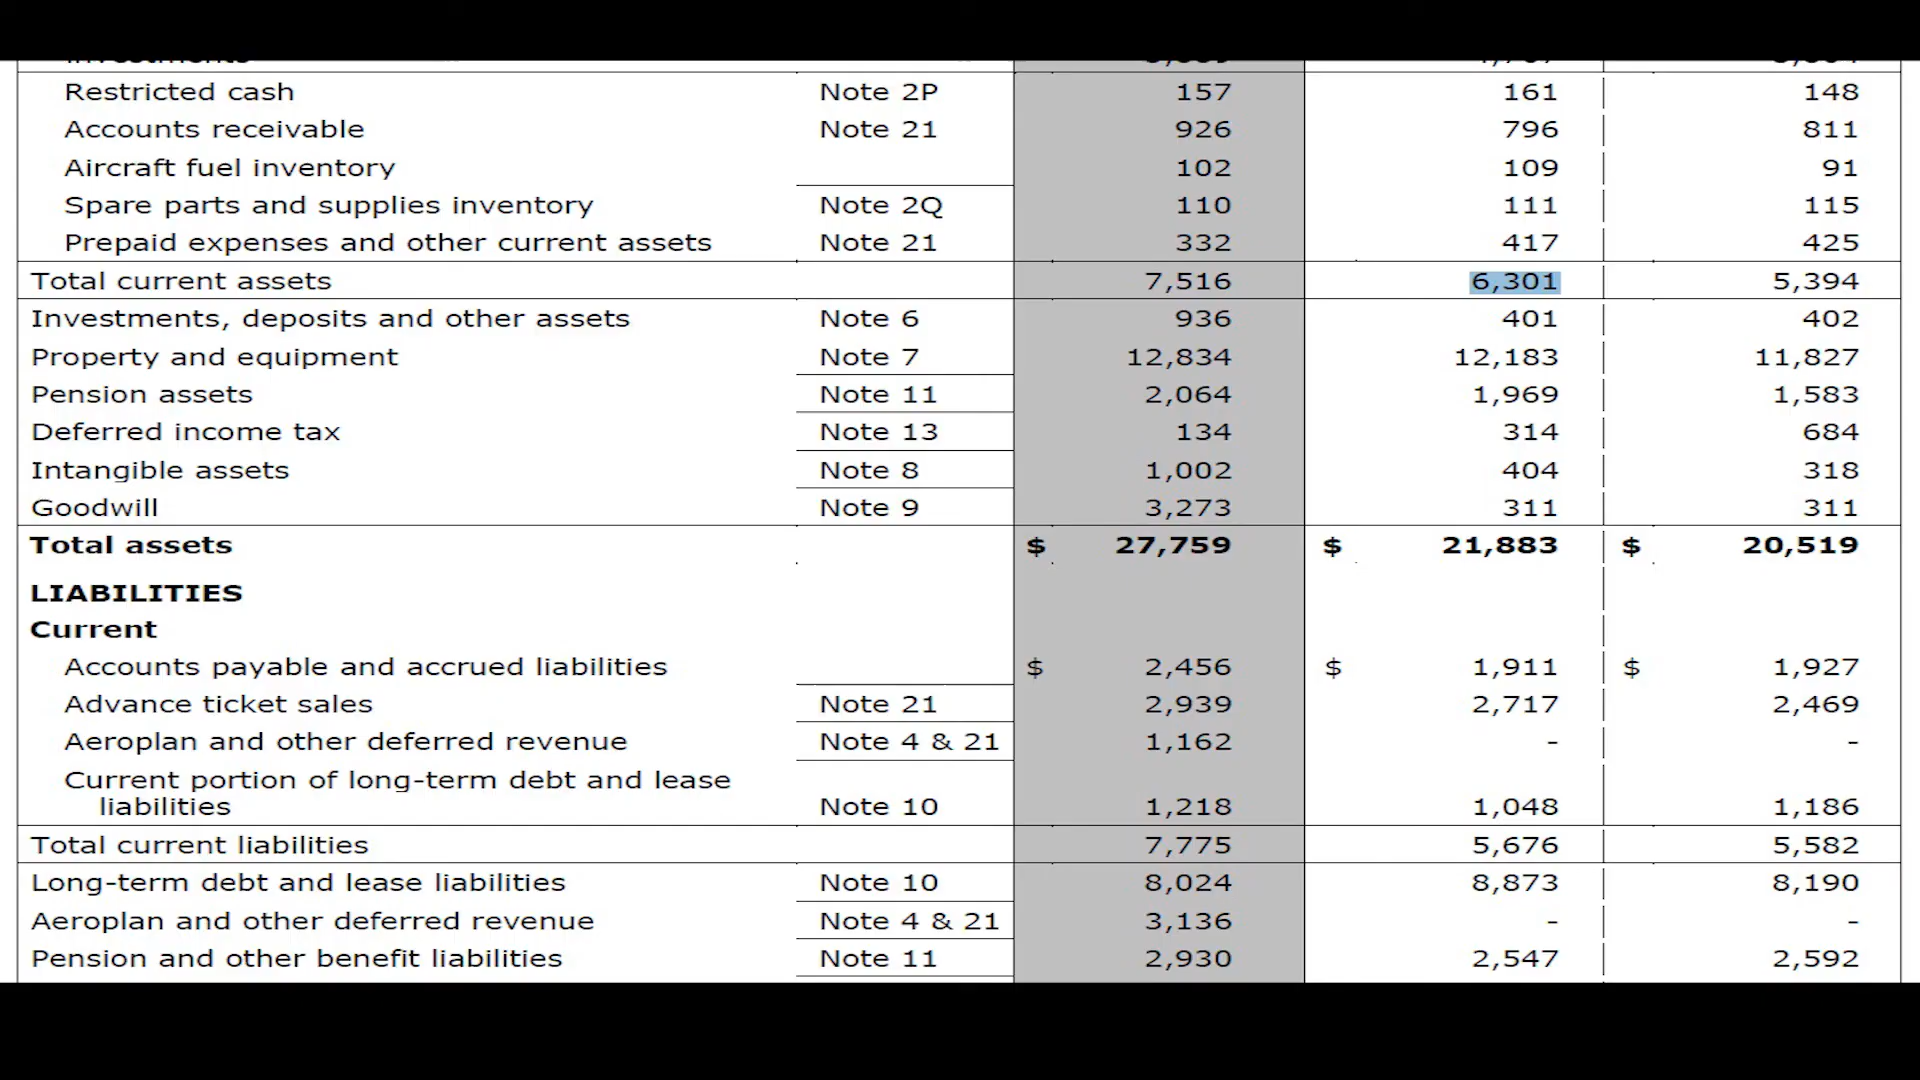 Restricted cash Note 2P 157 161 148
Accounts receivable Note 21 926 796 811
Aircraft fuel inventory 102 109 91
Spare parts and supplies inventory Note 2Q 110 111 115
Prepaid expenses and other current assets Note 21 332 417 425
Total current assets 7,516 6,301 5,394
Investments, deposits and other assets Note 6 936 401 402
Property and equipment Note 7 12,834 12,183 11,827
Pension assets Note 11 2,064 1,969 1,583
Deferred income tax Note 13 134 314 684
Intangible assets Note 8 1,002 404 318
Goodwill Note 9 3,273 311 311
Total assets $ 27,759 $ 21,883 $ 20,519
LIABILITIES
Current
Accounts payable and accrued liabilities $ 2,456 $ 1,911 $ 1,927
Advance ticket sales Note 21 2,939 2,717 2,469
Aeroplan and other deferred revenue Note 4 & 21 1,162 - -
Current portion of long-term debt and lease
liabilities Note 10 1,218 1,048 1,186
Total current liabilities 7,775 5,676 5,582
Long-term debt and lease liabilities Note 10 8,024 8,873 8,190
Aeroplan and other deferred revenue Note 4 & 21 3,136 - -
Pension and other benefit liabilities Note 11 2,930 2,547 2,592